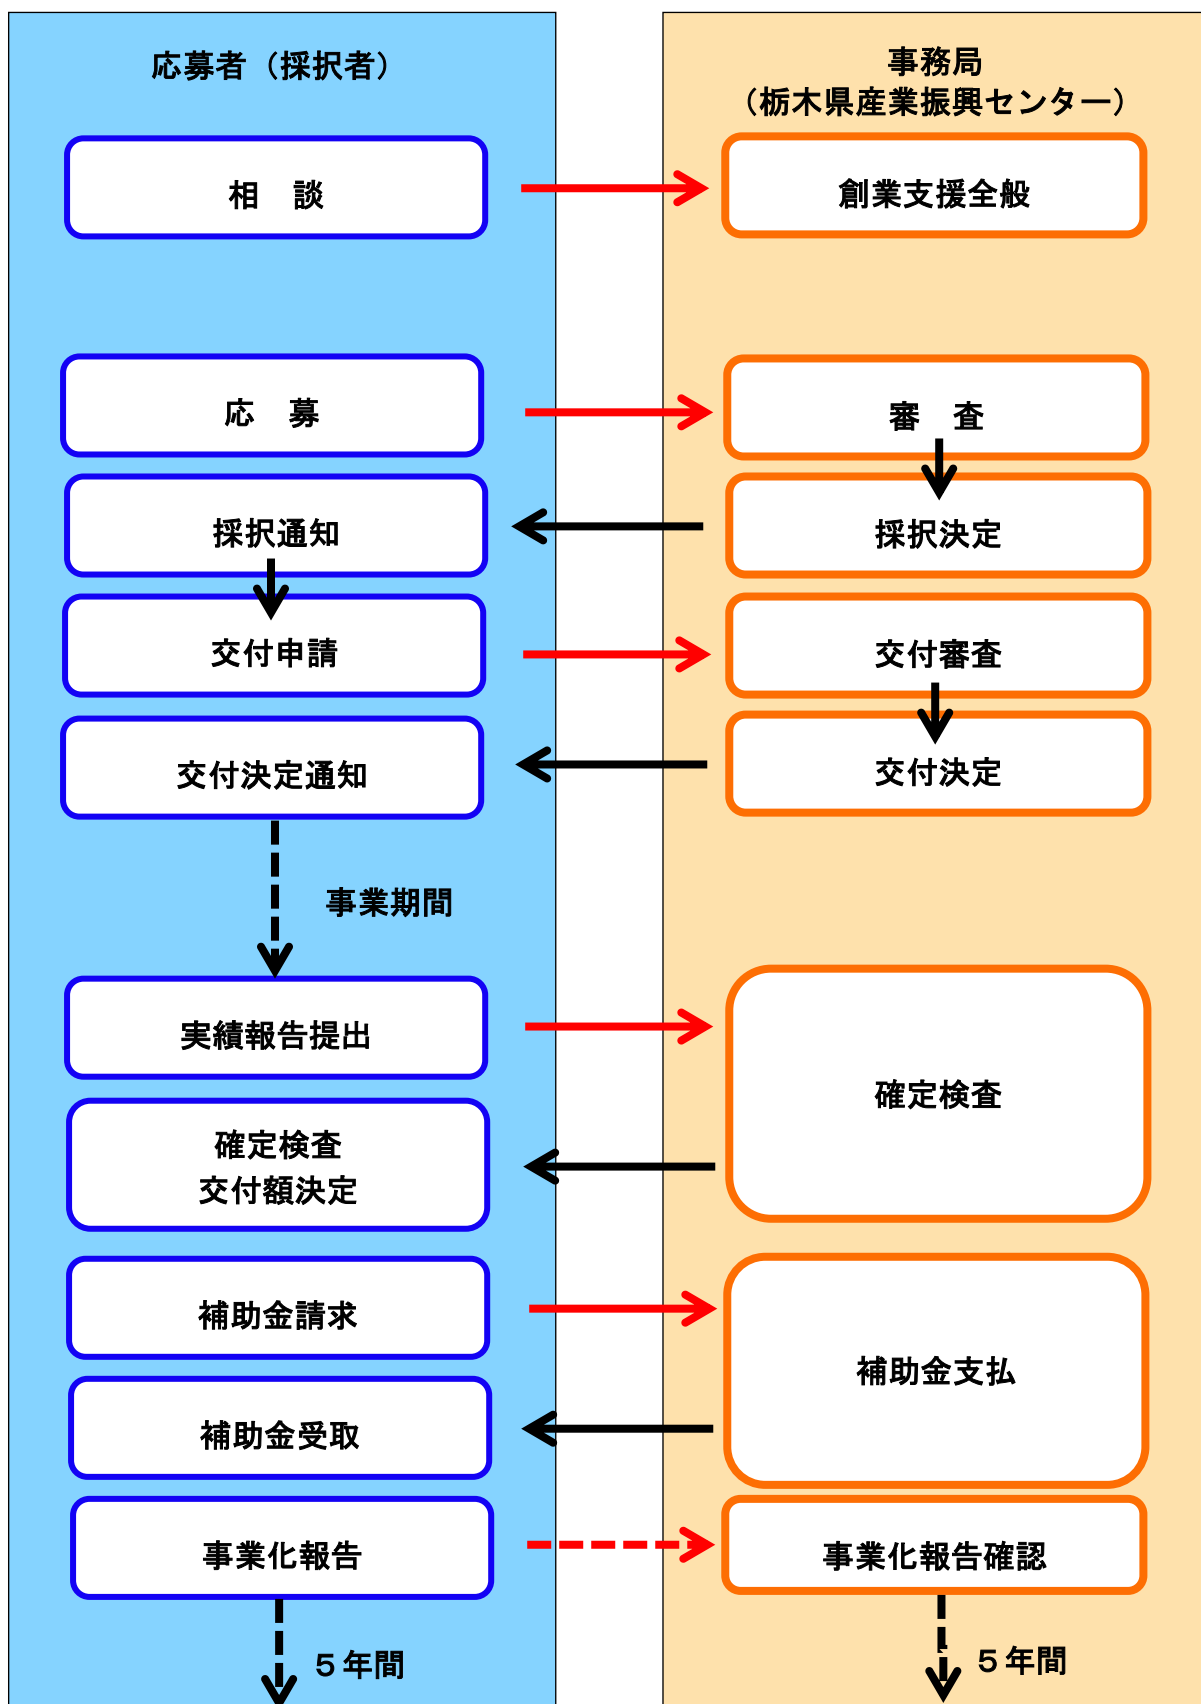 応募者（採択者）
事務局
（栃木県産業振興センター）
相　談
創業支援全般
応　募
審　査
採択通知
採択決定
交付申請
交付審査
交付決定通知
交付決定
事業期間
実績報告提出
確定検査
確定検査
交付額決定
補助金請求
補助金支払
補助金受取
事業化報告
事業化報告確認
５年間
５年間